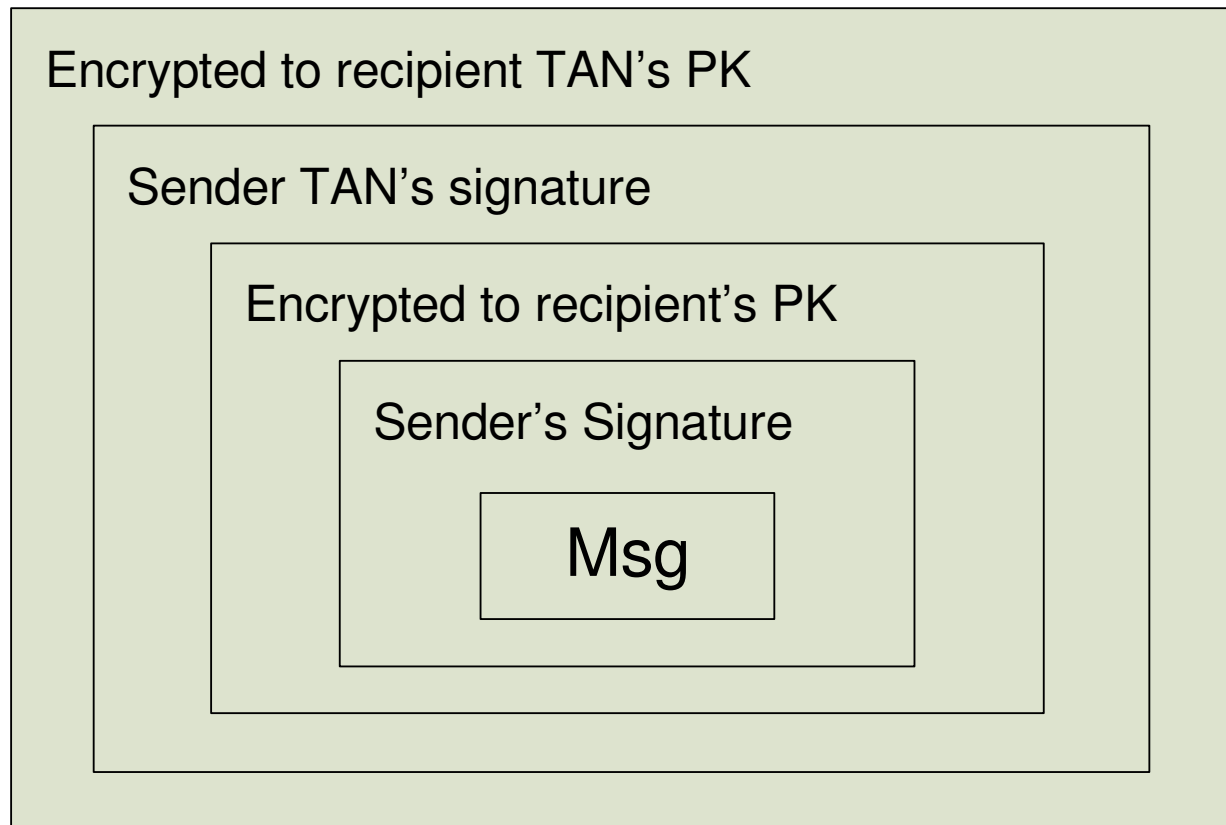 Encrypted to recipient TAN’s PK
Sender TAN’s signature
Encrypted to recipient’s PK
Sender’s Signature
Msg